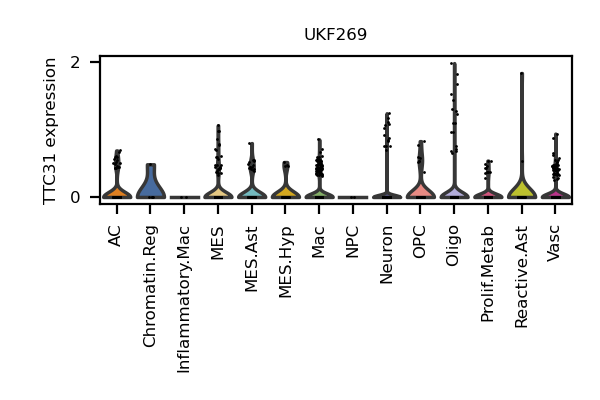 UKF269
TTC31 expression
2
0
AC
Chromatin.Reg
Inflammatory.Mac
MES
MES.Ast
MES.Hyp
Mac
NPC
Neuron
OPC
Oligo
Prolif.Metab
Reactive.Ast
Vasc